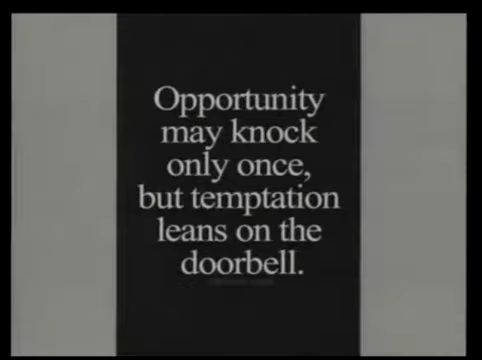 Opportunity
may knock
only once,
but temptation
leans on the
doorbell.